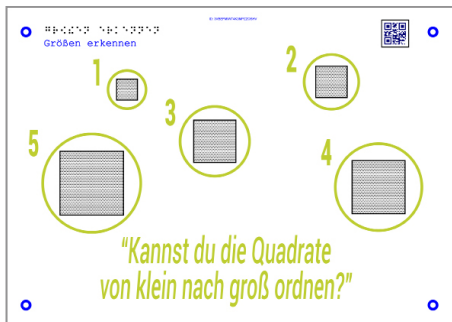 Größen erkennen
1
2
3
5
4
“Kannst du die Quadrate
von klein nach groß ordnen?”